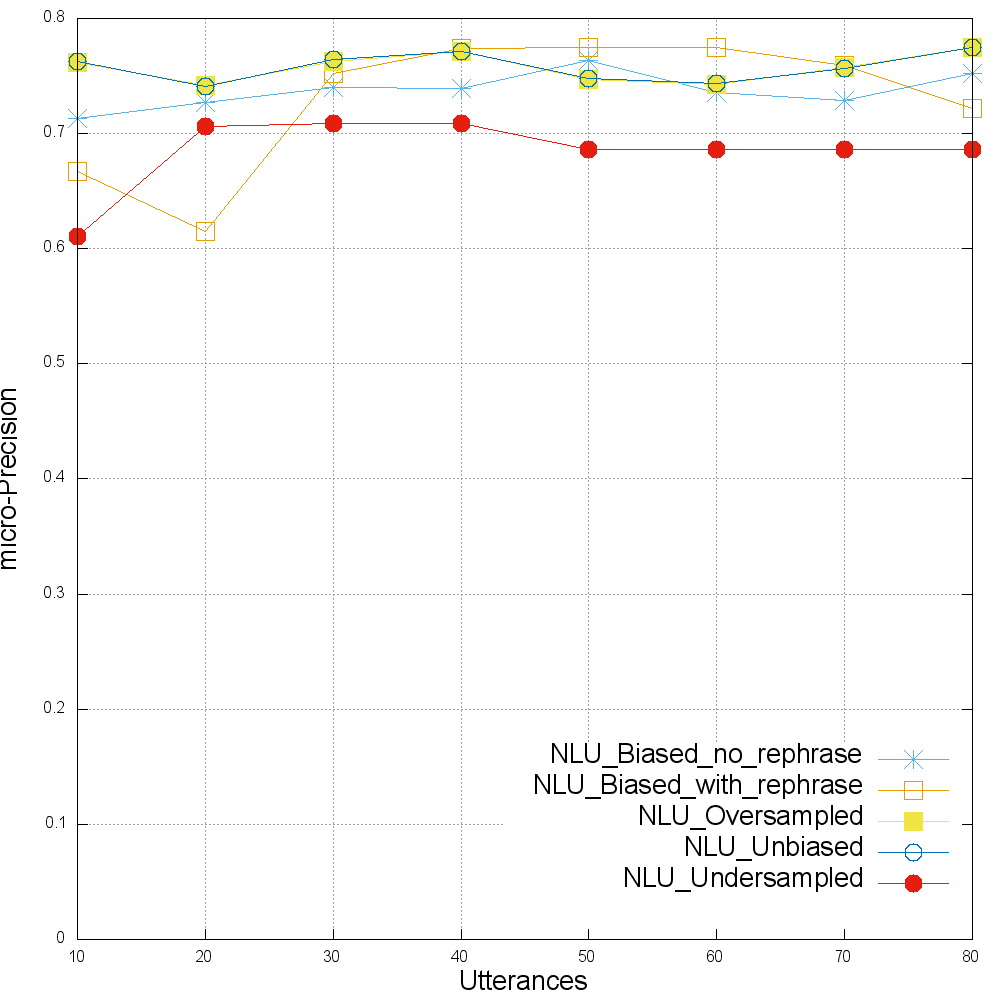 0.8
0.7
0.6
0.5
0.4
0.3
0.2
0.1
0
micro-Precision
NLU_Biased_no_rephrase
NLU_Biased_with_rephrase
NLU_Oversampled
NLU_Unbiased
NLU_Undersampled
10 20 30 40 50 60 70 80
Utterances